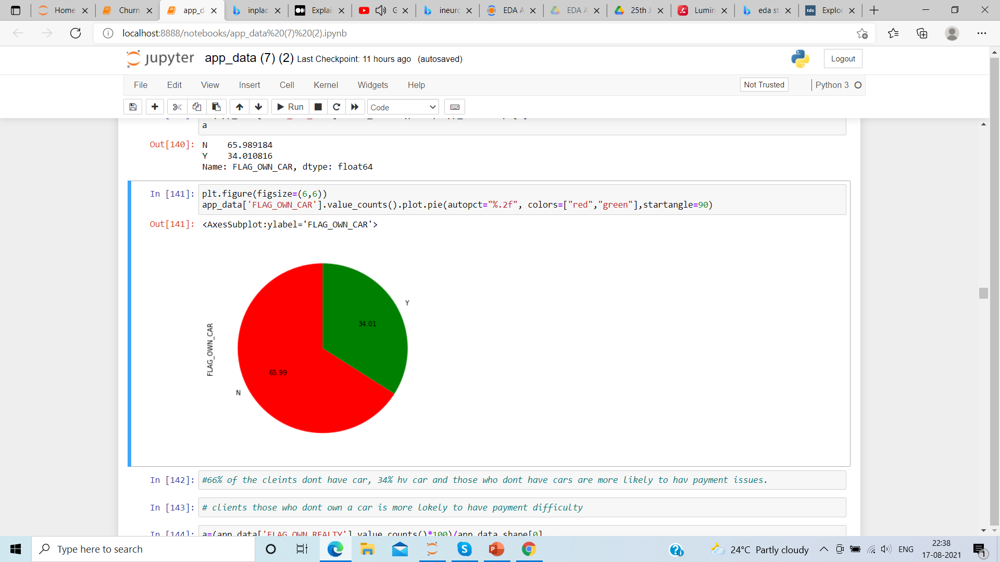 Home
Churn
app_d
inplac
Explai
G
ineuro
EDA A
EDA A
25th J
Lumin
eda st
tds
Explor
localhost:8888/notebooks/app_data%20(7)%20(2).ipynb
jupyter app_data (7) (2) Last Checkpoint: 11 hours ago (autosaved)
Logout
File Edit View Insert Cell Kernel Widgets Help
Not Trusted
Python 3
Run
Code
a
Out[140]: N 65.989184
Y 34.010816
Name: FLAG_OWN_CAR, dtype: float64
In [141]: plt.figure(figsize=(6,6))
app_data['FLAG_OWN_CAR'].value_counts().plot.pie(autopct="%.2f", colors=["red","green"],startangle=90)
Out[141]: <AxesSubplot:ylabel='FLAG_OWN_CAR'>
Y
34.01
FLAG_OWN_CAR
65.99
N
In [142]: #66% of the cleints dont have car, 34% hv car and those who dont have cars are more likely to hav payment issues.
In [143]: # clients those who dont own a car is more lokely to have payment difficulty
In [144]: a=(app_data['FLAG_OWN_REALTY'].value_counts()*100)/app_data.shape[0]
Type here to search
24°C Partly cloudy
ENG
22:38
17-08-2021
1